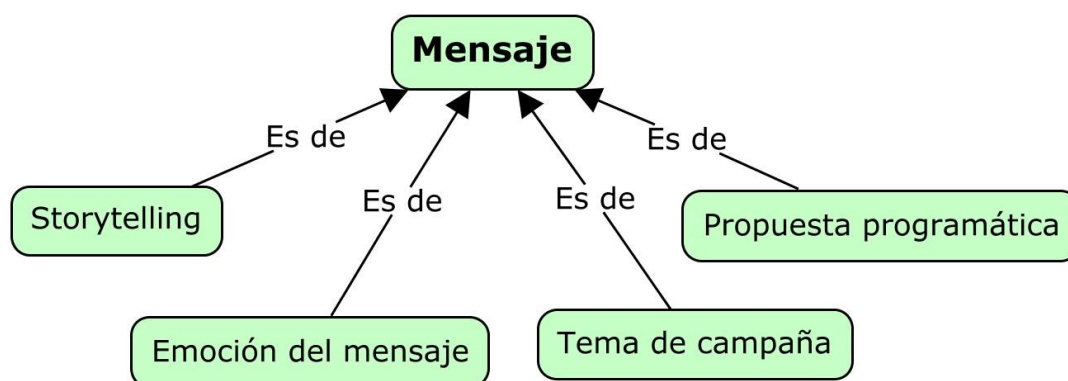 Mensaje
Es de
Es de
Es de
Es de
Storytelling
Propuesta programática
Emoción del mensaje
Tema de campaña